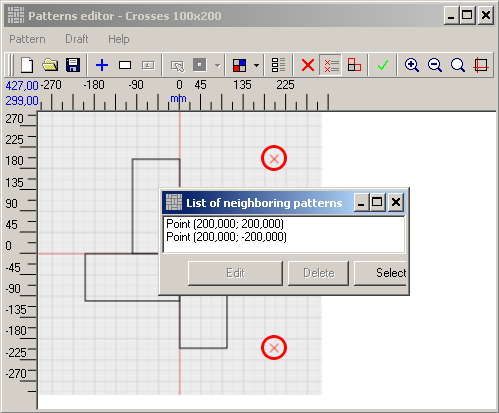 Patterns editor - Crosses 100x200
Pattern Draft Help
427,00 -270 -180 -90 0 45 135 225
299,00 mm
270
225
180
135
90
45
0
-45
-90
-135
-180
-225
-270
List of neighboring patterns
Point (200,000; 200,000)
Point (200,000; -200,000)
Edit Delete Select